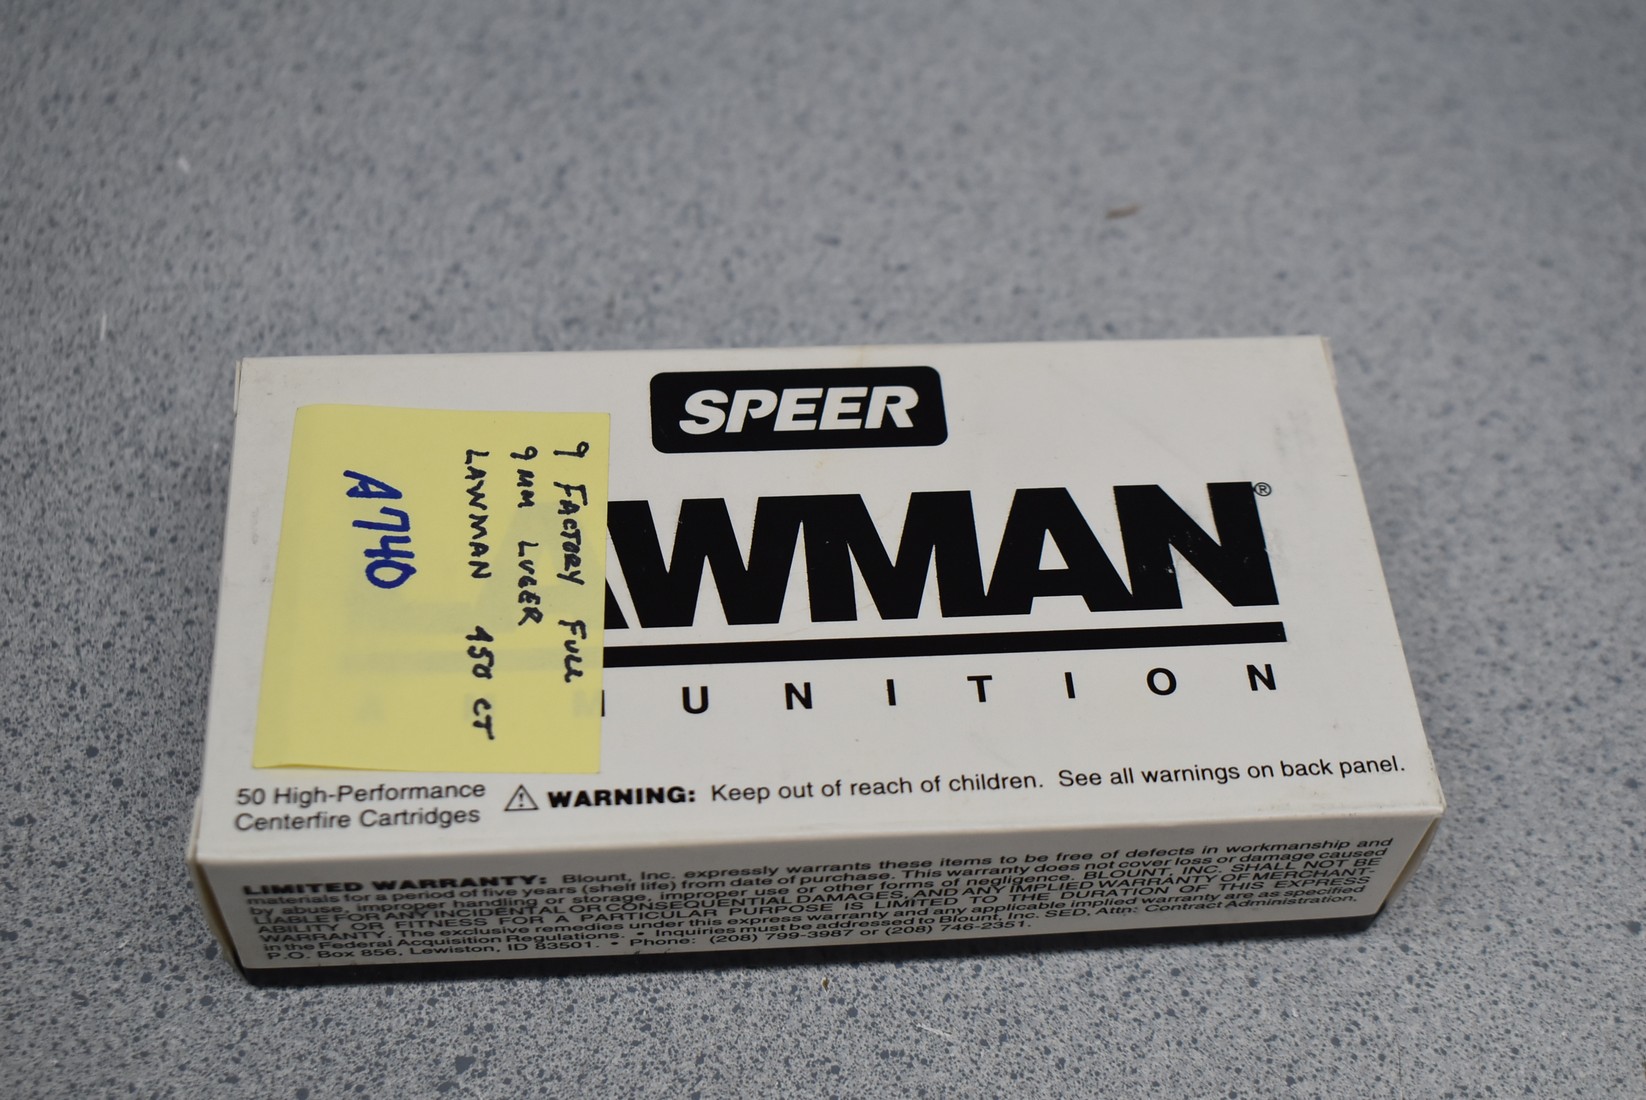 SPEER
AWMAN®
MUNITION
9 FACTORY FULL
9MM LUGER
LAWMAN 450 CT
A7740
50 High-Performance
Centerfire Cartridges
WARNING: Keep out of reach of children. See all warnings on back panel.
LIMITED WARRANTY: Blount, Inc. expressly warrants these items to be free of defects in workmanship and
materials for a period of five years (shelf life) from date of purchase. This warranty does not cover loss or damage caused
by abuse, improper handling or storage, improper use or other forms of negligence. BLOUNT, INC. SHALL NOT BE
LIABLE FOR ANY INCIDENTAL OR CONSEQUENTIAL DAMAGES, AND ANY IMPLIED WARRANTY OF MERCHANT-
ABILITY OR FITNESS FOR A PARTICULAR PURPOSE IS LIMITED TO THE DURATION OF THIS EXPRESS
WARRANTY. The exclusive remedies under this express warranty and any applicable implied warranty are as specified
in the Federal Acquisition Regulations. • Inquiries must be addressed to Blount, Inc. SED, Attn: Contract Administration,
P.O. Box 856, Lewiston, ID 83501. • Phone: (208) 799-3987 or (208) 746-2351.